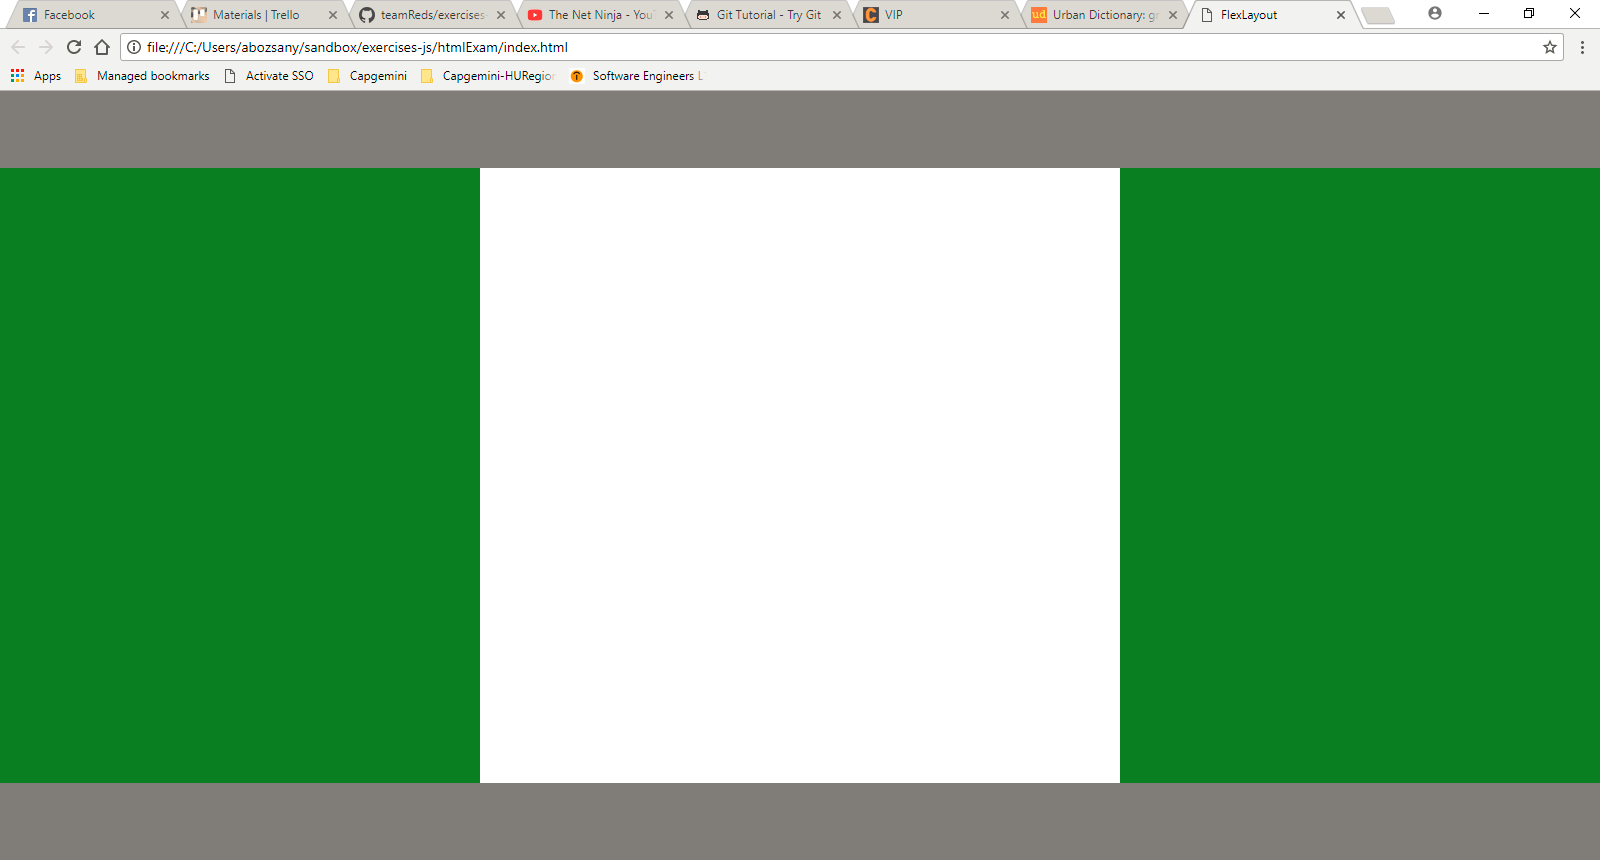 Facebook
Materials | Trello
teamReds/exercises-
The Net Ninja - You
Git Tutorial - Try Git
VIP
Urban Dictionary: gr
FlexLayout
file:///C:/Users/abozsany/sandbox/exercises-js/htmlExam/index.html
Apps Managed bookmarks Activate SSO Capgemini Capgemini-HURegio Software Engineers L